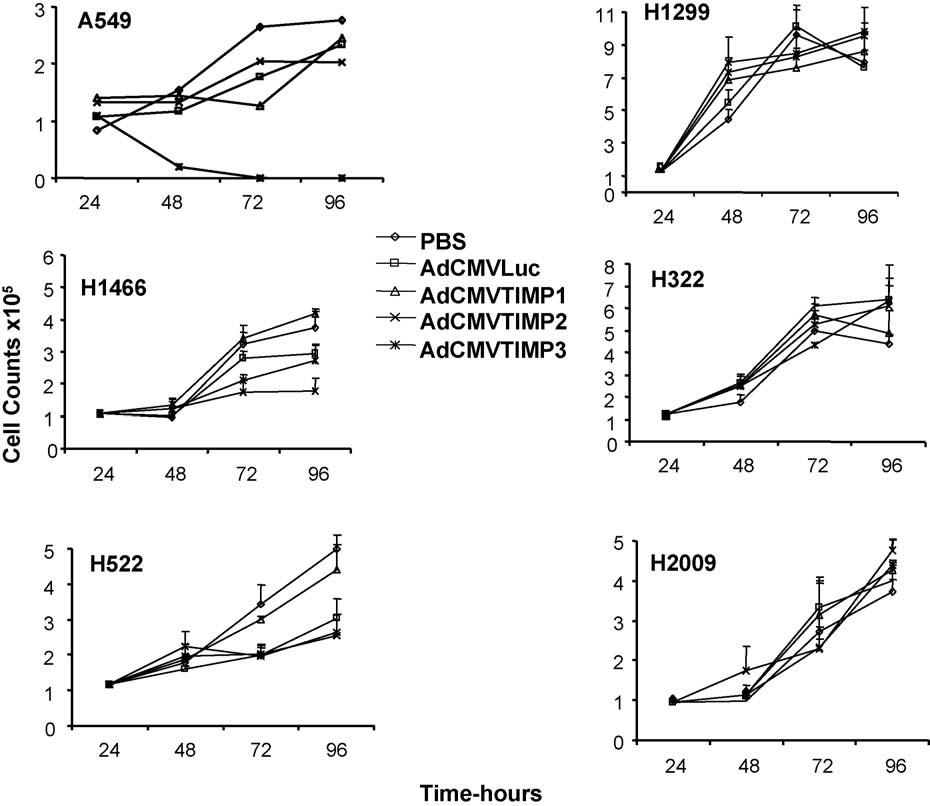 A549
3
2
1
0
24 48 72 96
H1299
11
9
7
5
3
1
0
24 48 72 96
PBS
AdCMVLuc
AdCMVTIMP1
AdCMVTIMP2
AdCMVTIMP3
Cell Counts x10⁵
H1466
6
5
4
3
2
1
0
24 48 72 96
H322
8
7
6
5
4
3
2
1
0
24 48 72 96
H522
5
4
3
2
1
0
24 48 72 96
H2009
5
4
3
2
1
0
24 48 72 96
Time-hours